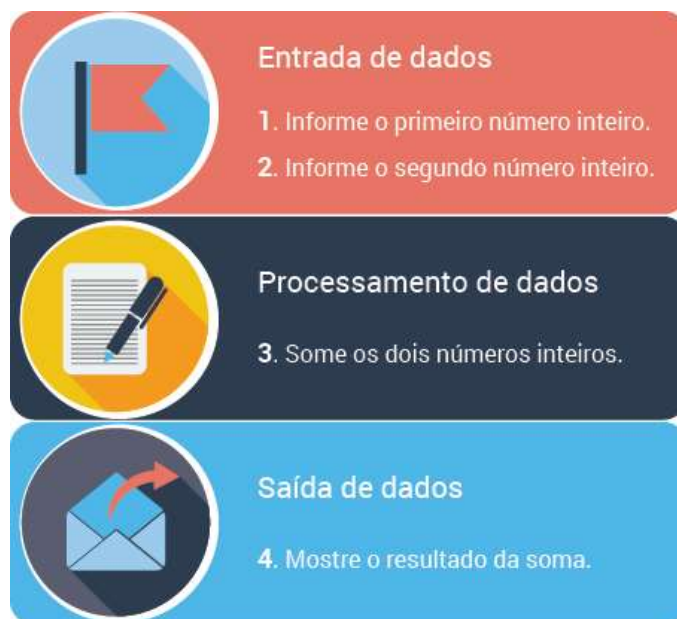 Entrada de dados
1. Informe o primeiro número inteiro.
2. Informe o segundo número inteiro.
Processamento de dados
3. Some os dois números inteiros.
Saída de dados
4. Mostre o resultado da soma.